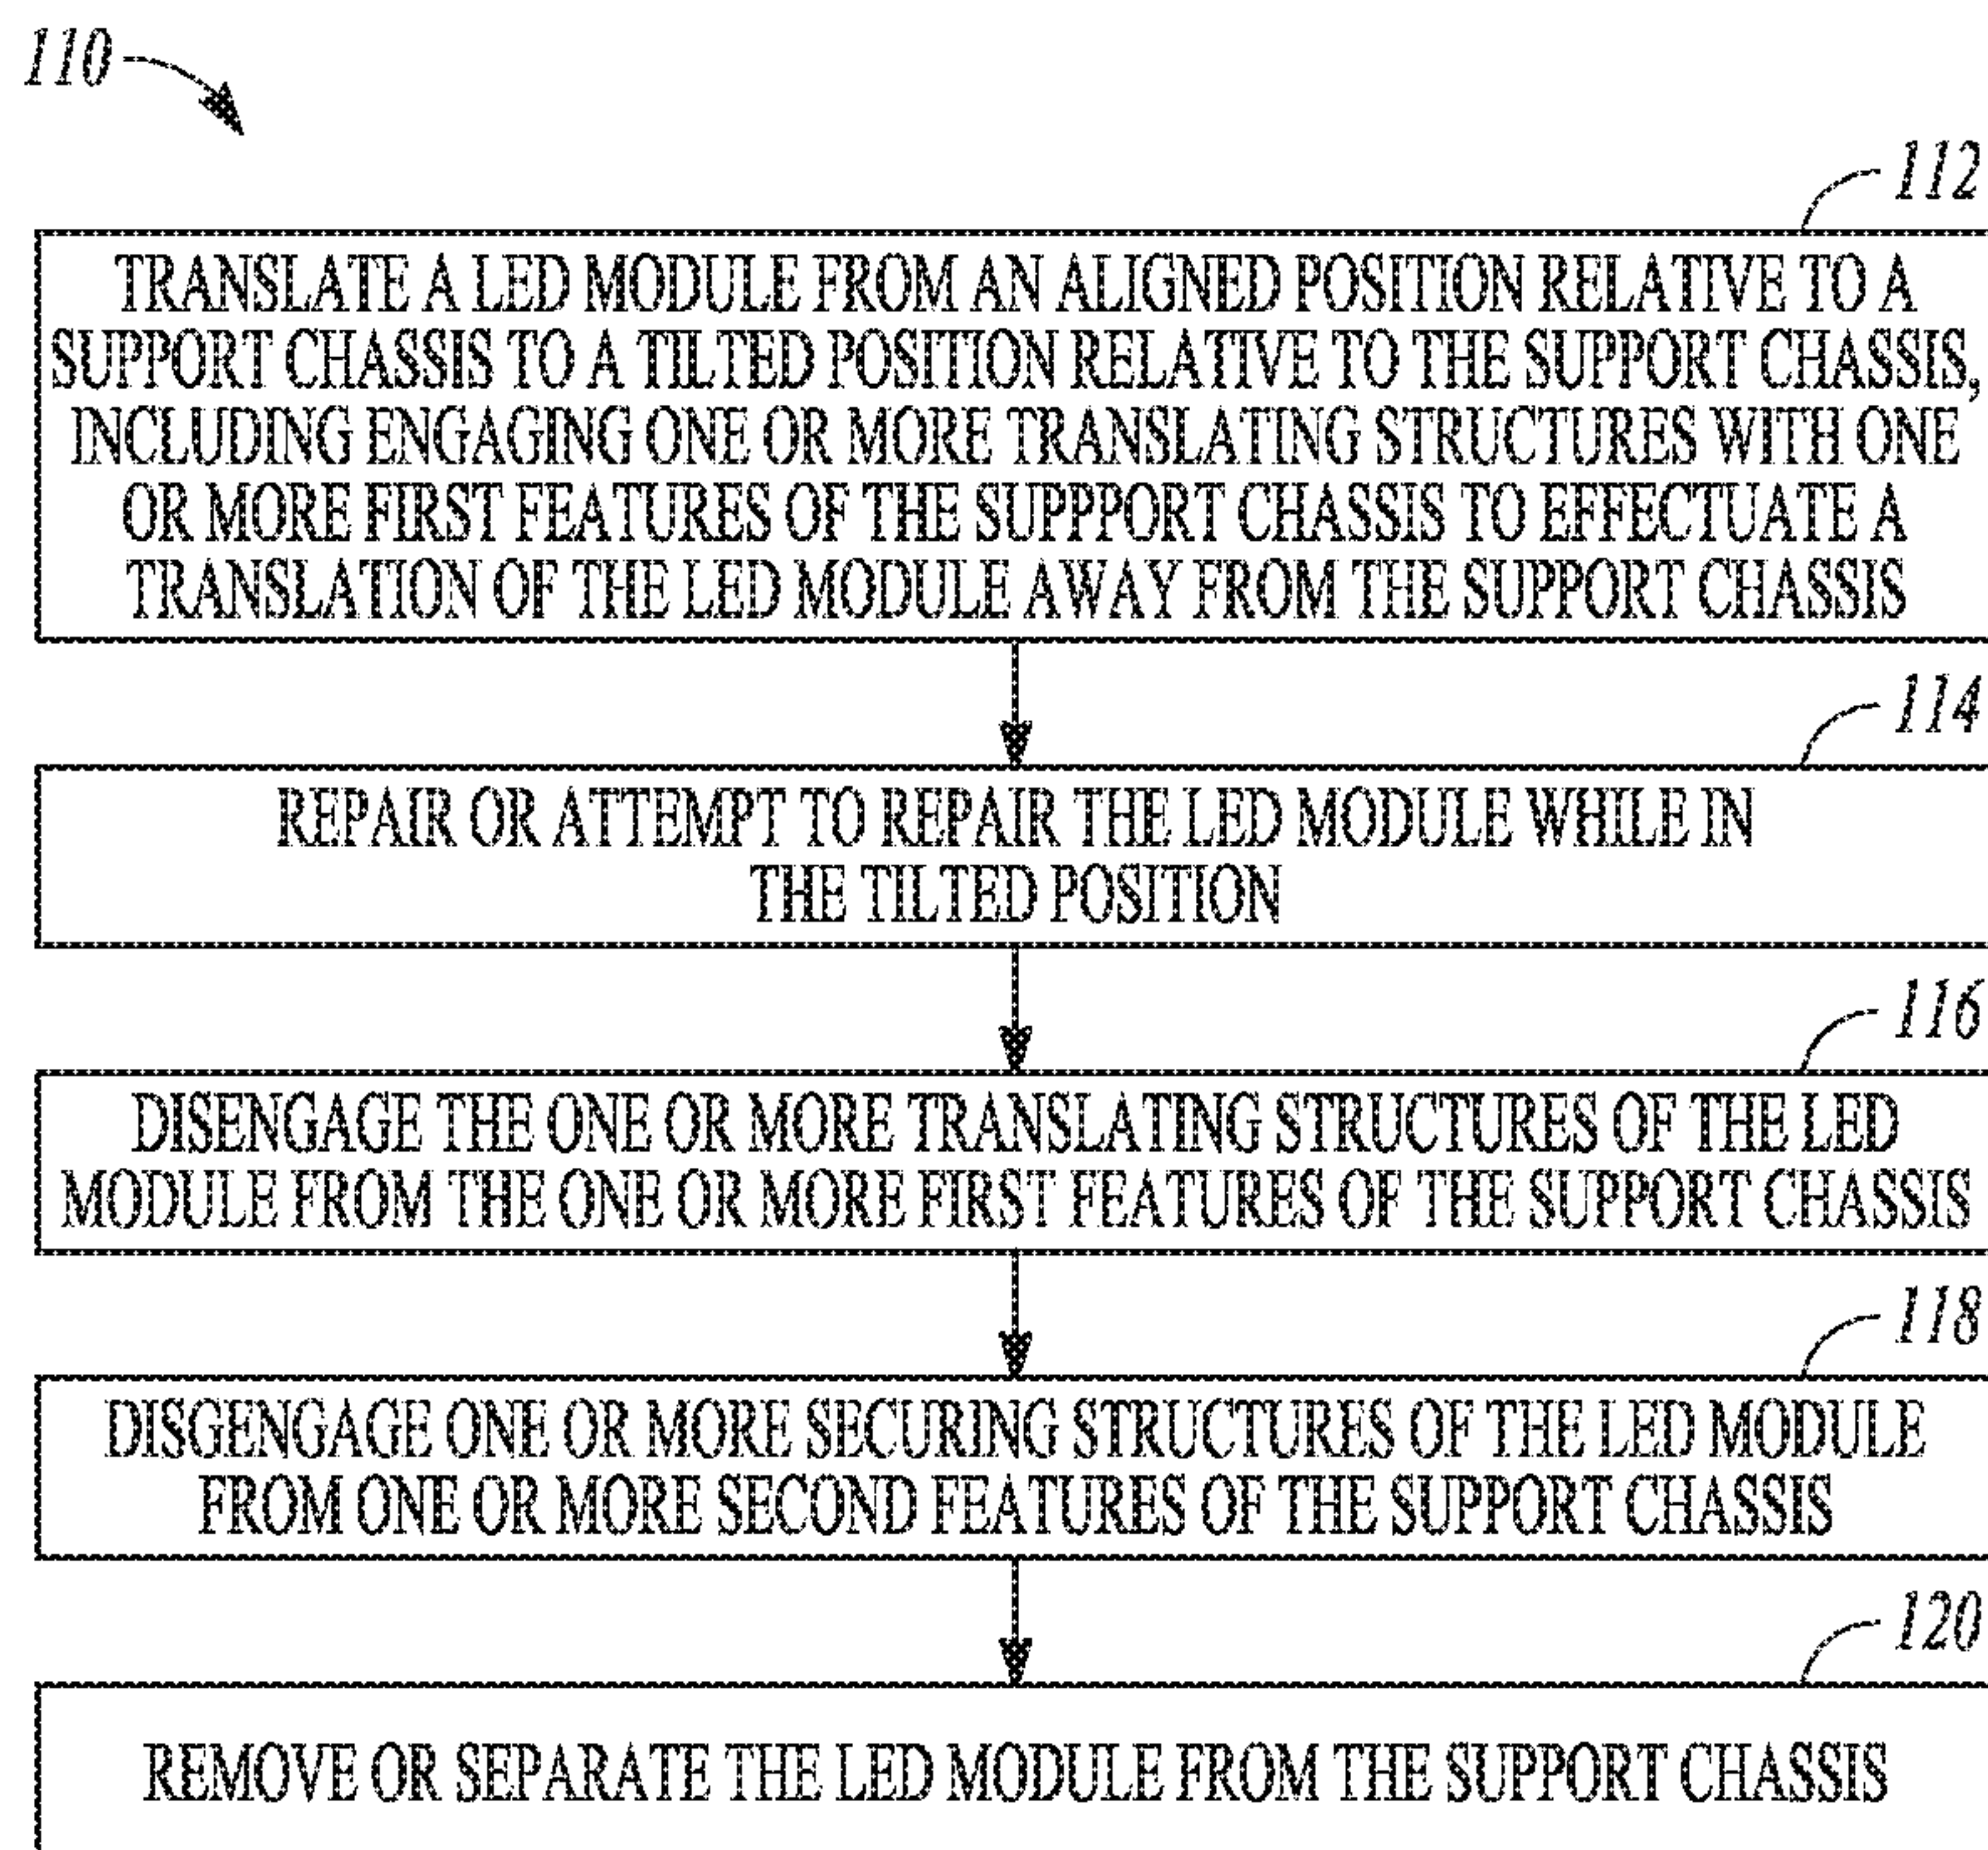 110
112
TRANSLATE A LED MODULE FROM AN ALIGNED POSITION RELATIVE TO A
SUPPORT CHASSIS TO A TILTED POSITION RELATIVE TO THE SUPPORT CHASSIS,
INCLUDING ENGAGING ONE OR MORE TRANSLATING STRUCTURES WITH ONE
OR MORE FIRST FEATURES OF THE SUPPPORT CHASSIS TO EFFECTUATE A
TRANSLATION OF THE LED MODULE AWAY FROM THE SUPPORT CHASSIS
114
REPAIR OR ATTEMPT TO REPAIR THE LED MODULE WHILE IN
THE TILTED POSITION
116
DISENGAGE THE ONE OR MORE TRANSLATING STRUCTURES OF THE LED
MODULE FROM THE ONE OR MORE FIRST FEATURES OF THE SUPPORT CHASSIS
118
DISGENGAGE ONE OR MORE SECURING STRUCTURES OF THE LED MODULE
FROM ONE OR MORE SECOND FEATURES OF THE SUPPORT CHASSIS
120
REMOVE OR SEPARATE THE LED MODULE FROM THE SUPPORT CHASSIS